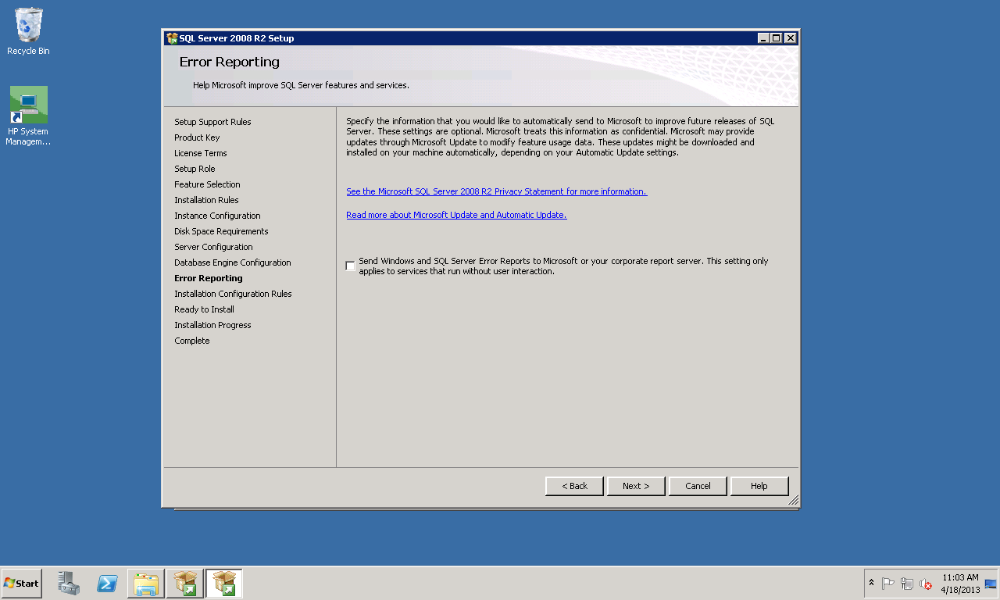 Recycle Bin
HP System
Managem...
SQL Server 2008 R2 Setup
Error Reporting
Help Microsoft improve SQL Server features and services.
Setup Support Rules
Product Key
License Terms
Setup Role
Feature Selection
Installation Rules
Instance Configuration
Disk Space Requirements
Server Configuration
Database Engine Configuration
Error Reporting
Installation Configuration Rules
Ready to Install
Installation Progress
Complete
Specify the information that you would like to automatically send to Microsoft to improve future releases of SQL
Server. These settings are optional. Microsoft treats this information as confidential. Microsoft may provide
updates through Microsoft Update to modify feature usage data. These updates might be downloaded and
installed on your machine automatically, depending on your Automatic Update settings.
See the Microsoft SQL Server 2008 R2 Privacy Statement for more information.
Read more about Microsoft Update and Automatic Update.
Send Windows and SQL Server Error Reports to Microsoft or your corporate report server. This setting only
applies to services that run without user interaction.
< Back
Next >
Cancel
Help
Start
11:03 AM
4/18/2013